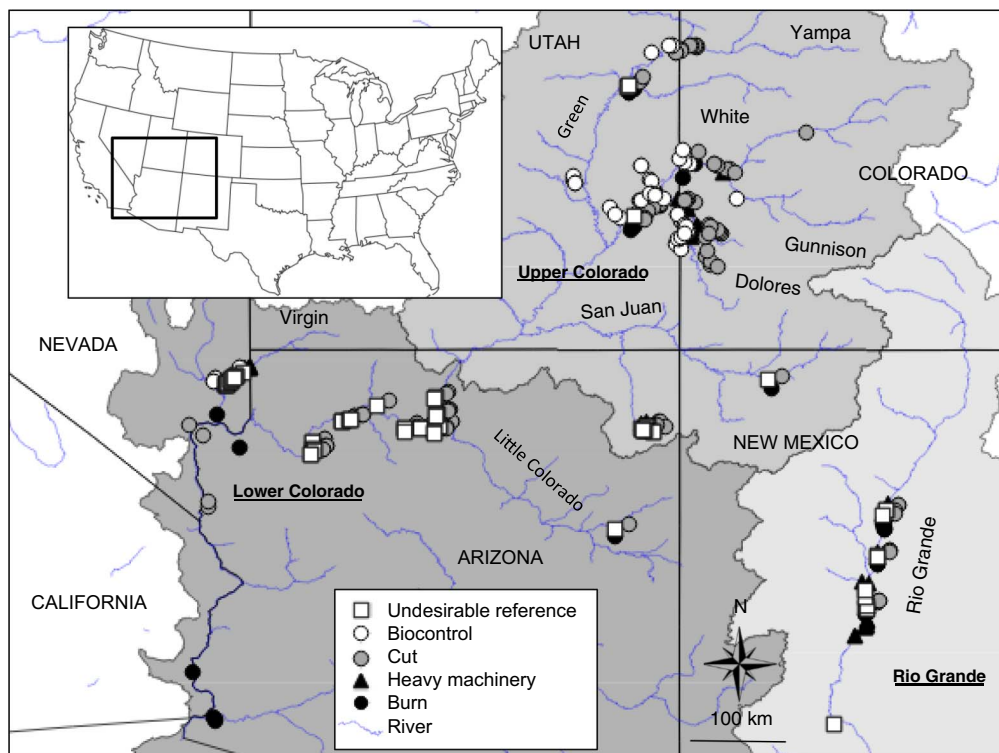 UTAH
Yampa
Green
White
COLORADO
Gunnison
Upper Colorado
Dolores
San Juan
Virgin
NEVADA
NEW MEXICO
Little Colorado
Lower Colorado
Rio Grande
ARIZONA
CALIFORNIA
Undesirable reference
Biocontrol
Cut
Heavy machinery
Burn
River
N
Rio Grande
100 km